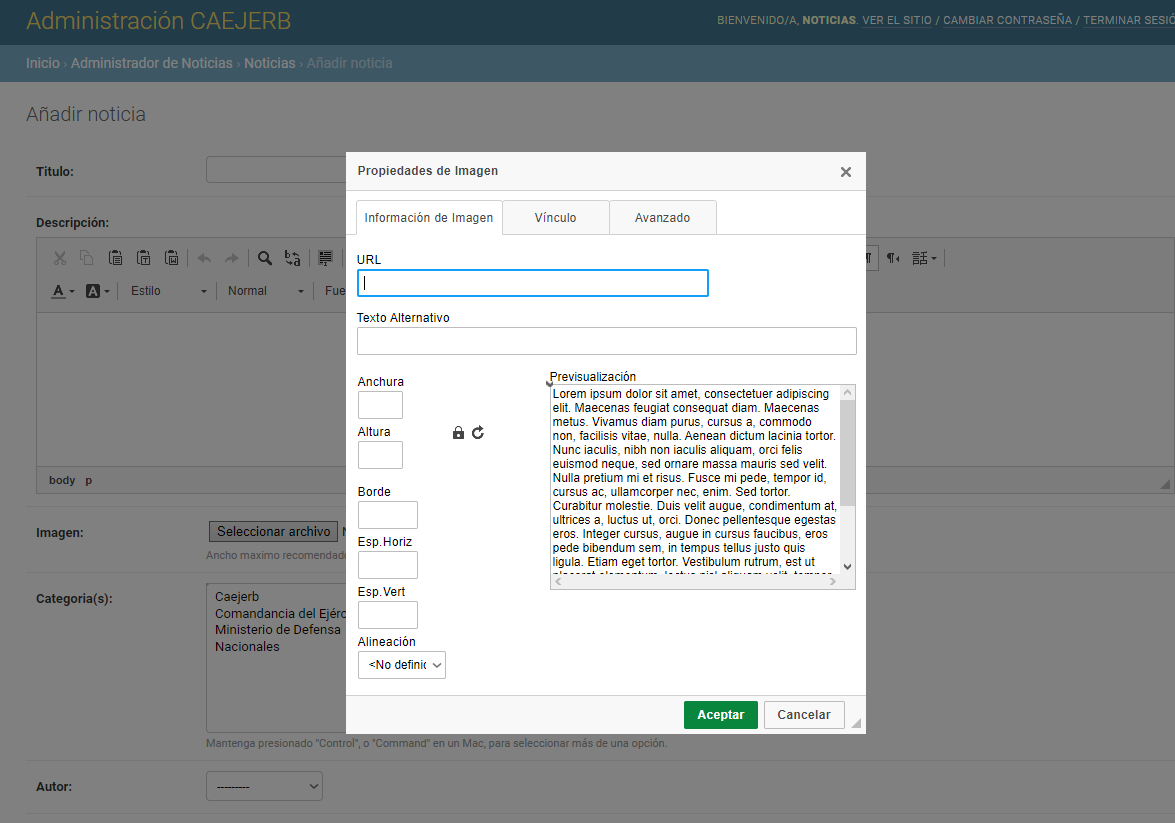 Administración CAEJERB
BIENVENIDO/A, NOTICIAS. VER EL SITIO / CAMBIAR CONTRASEÑA / TERMINAR SESIÓ
Inicio › Administrador de Noticias › Noticias › Añadir noticia
Añadir noticia
Titulo:
Descripción:
Estilo
Normal
Fue
body p
Imagen:
Seleccionar archivo
Ancho maximo recomendado
Categoria(s):
Caejerb
Comandancia del Ejérc
Ministerio de Defensa
Nacionales
Mantenga presionado "Control", o "Command" en un Mac, para seleccionar más de una opción.
Autor:
---------
Propiedades de Imagen
Información de Imagen
Vínculo
Avanzado
URL
Texto Alternativo
Anchura
Altura
Borde
Esp.Horiz
Esp.Vert
Alineación
<No definic
Previsualización
Lorem ipsum dolor sit amet, consectetuer adipiscing
elit. Maecenas feugiat consequat diam. Maecenas
metus. Vivamus diam purus, cursus a, commodo
non, facilisis vitae, nulla. Aenean dictum lacinia tortor.
Nunc iaculis, nibh non iaculis aliquam, orci felis
euismod neque, sed ornare massa mauris sed velit.
Nulla pretium mi et risus. Fusce mi pede, tempor id,
cursus ac, ullamcorper nec, enim. Sed tortor.
Curabitur molestie. Duis velit augue, condimentum at,
ultrices a, luctus ut, orci. Donec pellentesque egestas
eros. Integer cursus, augue in cursus faucibus, eros
pede bibendum sem, in tempus tellus justo quis
ligula. Etiam eget tortor. Vestibulum rutrum, est ut
Aceptar
Cancelar